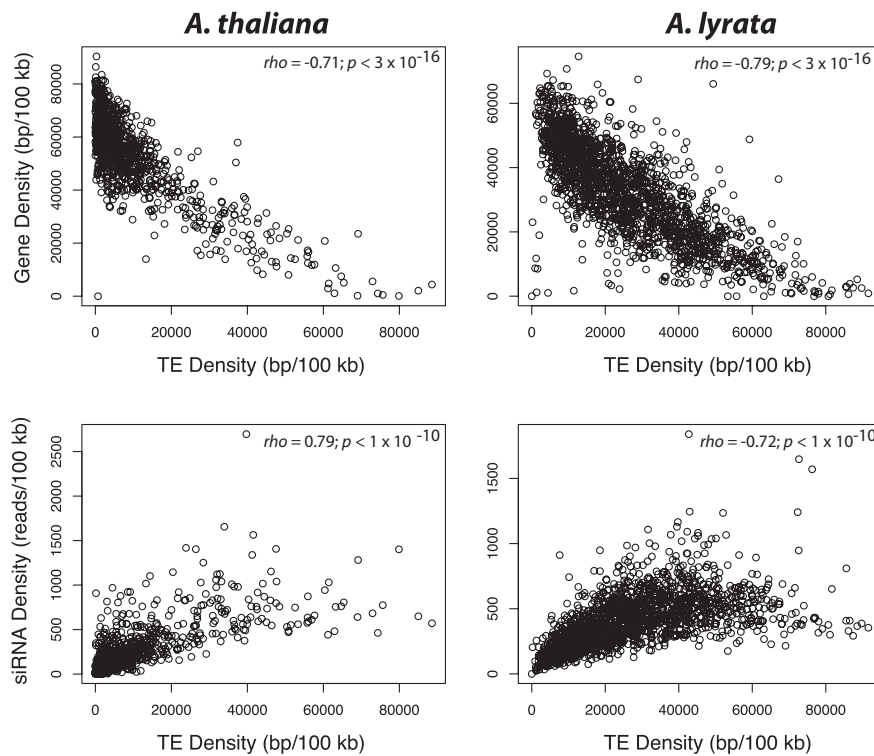 A. thaliana
A. lyrata
rho = -0.71; p < 3 x 10-16
rho = -0.79; p < 3 x 10-16
Gene Density (bp/100 kb)
80000
60000
40000
20000
0
60000
40000
20000
0
0 20000 40000 60000 80000
0 20000 40000 60000 80000
TE Density (bp/100 kb)
TE Density (bp/100 kb)
rho = 0.79; p < 1 x 10 -10
rho = -0.72; p < 1 x 10-10
siRNA Density (reads/100 kb)
2500
2000
1500
1000
500
0
1500
1000
500
0
0 20000 40000 60000 80000
0 20000 40000 60000 80000
TE Density (bp/100 kb)
TE Density (bp/100 kb)